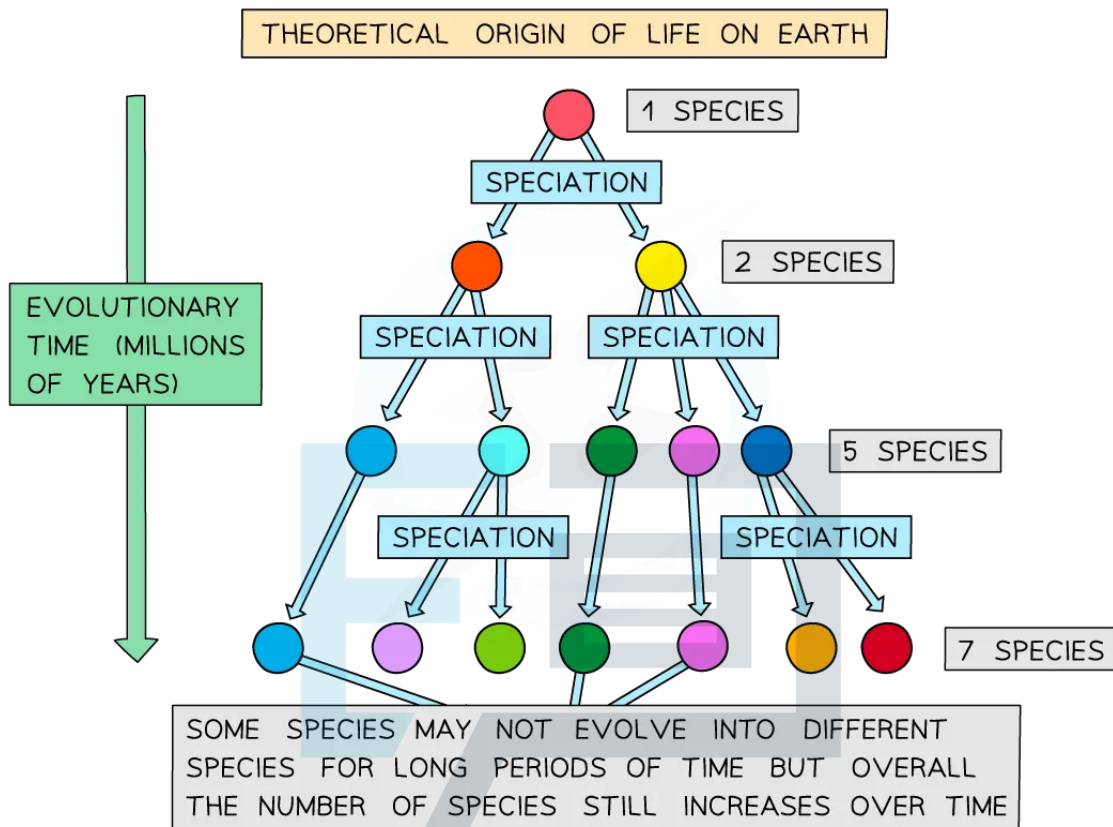 THEORETICAL ORIGIN OF LIFE ON EARTH
1 SPECIES
SPECIATION
2 SPECIES
EVOLUTIONARY
TIME (MILLIONS
OF YEARS)
SPECIATION
SPECIATION
5 SPECIES
SPECIATION
SPECIATION
7 SPECIES
SOME SPECIES MAY NOT EVOLVE INTO DIFFERENT
SPECIES FOR LONG PERIODS OF TIME BUT OVERALL
THE NUMBER OF SPECIES STILL INCREASES OVER TIME